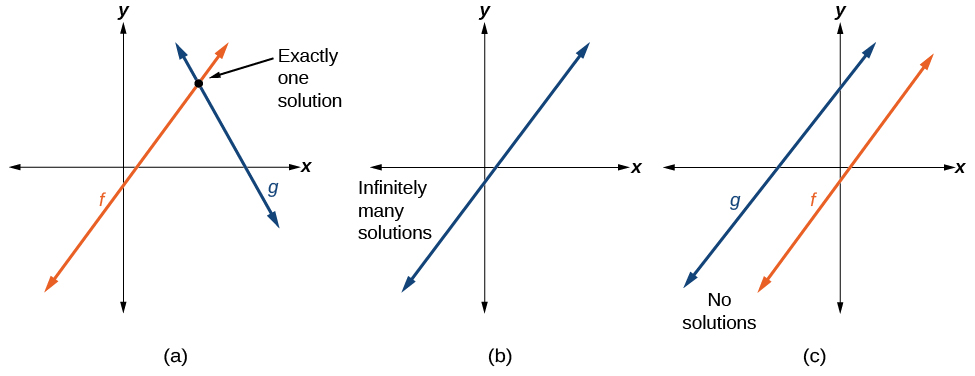 y
Exactly
one
solution
x
f
g
(a)
y
x
Infinitely
many
solutions
(b)
y
x
g
f
No
solutions
(c)